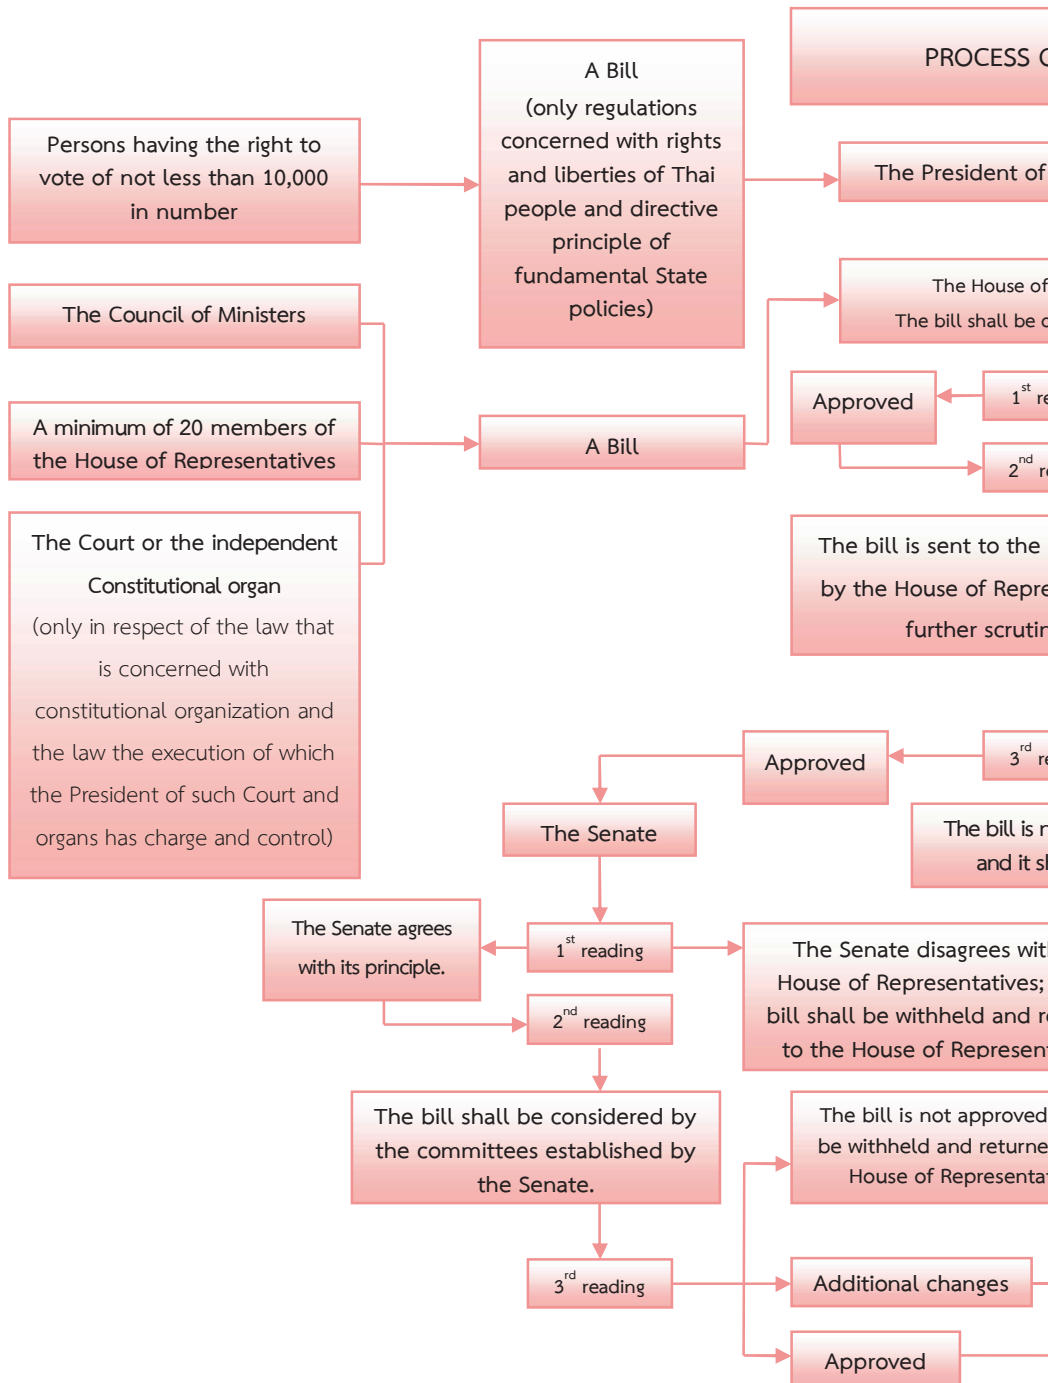 PROCESS
A Bill
(only regulations
concerned with rights
and liberties of Thai
people and directive
principle of
fundamental State
policies)
Persons having the right to
vote of not less than 10,000
in number
The President of
The Council of Ministers
The House of
The bill shall be
A minimum of 20 members of
the House of Representatives
A Bill
Approved
1st
2nd
The Court or the independent
Constitutional organ
(only in respect of the law that
is concerned with
constitutional organization and
the law the execution of which
the President of such Court and
organs has charge and control)
The bill is sent to the
by the House of
further
Approved
3rd
The Senate
The bill is
and it
The Senate agrees
with its principle.
1st reading
2nd reading
The Senate disagrees
House of Representatives;
bill shall be withheld and
to the House of
The bill shall be considered by
the committees established by
the Senate.
The bill is not approved
be withheld and
House of
3rd reading
Additional changes
Approved